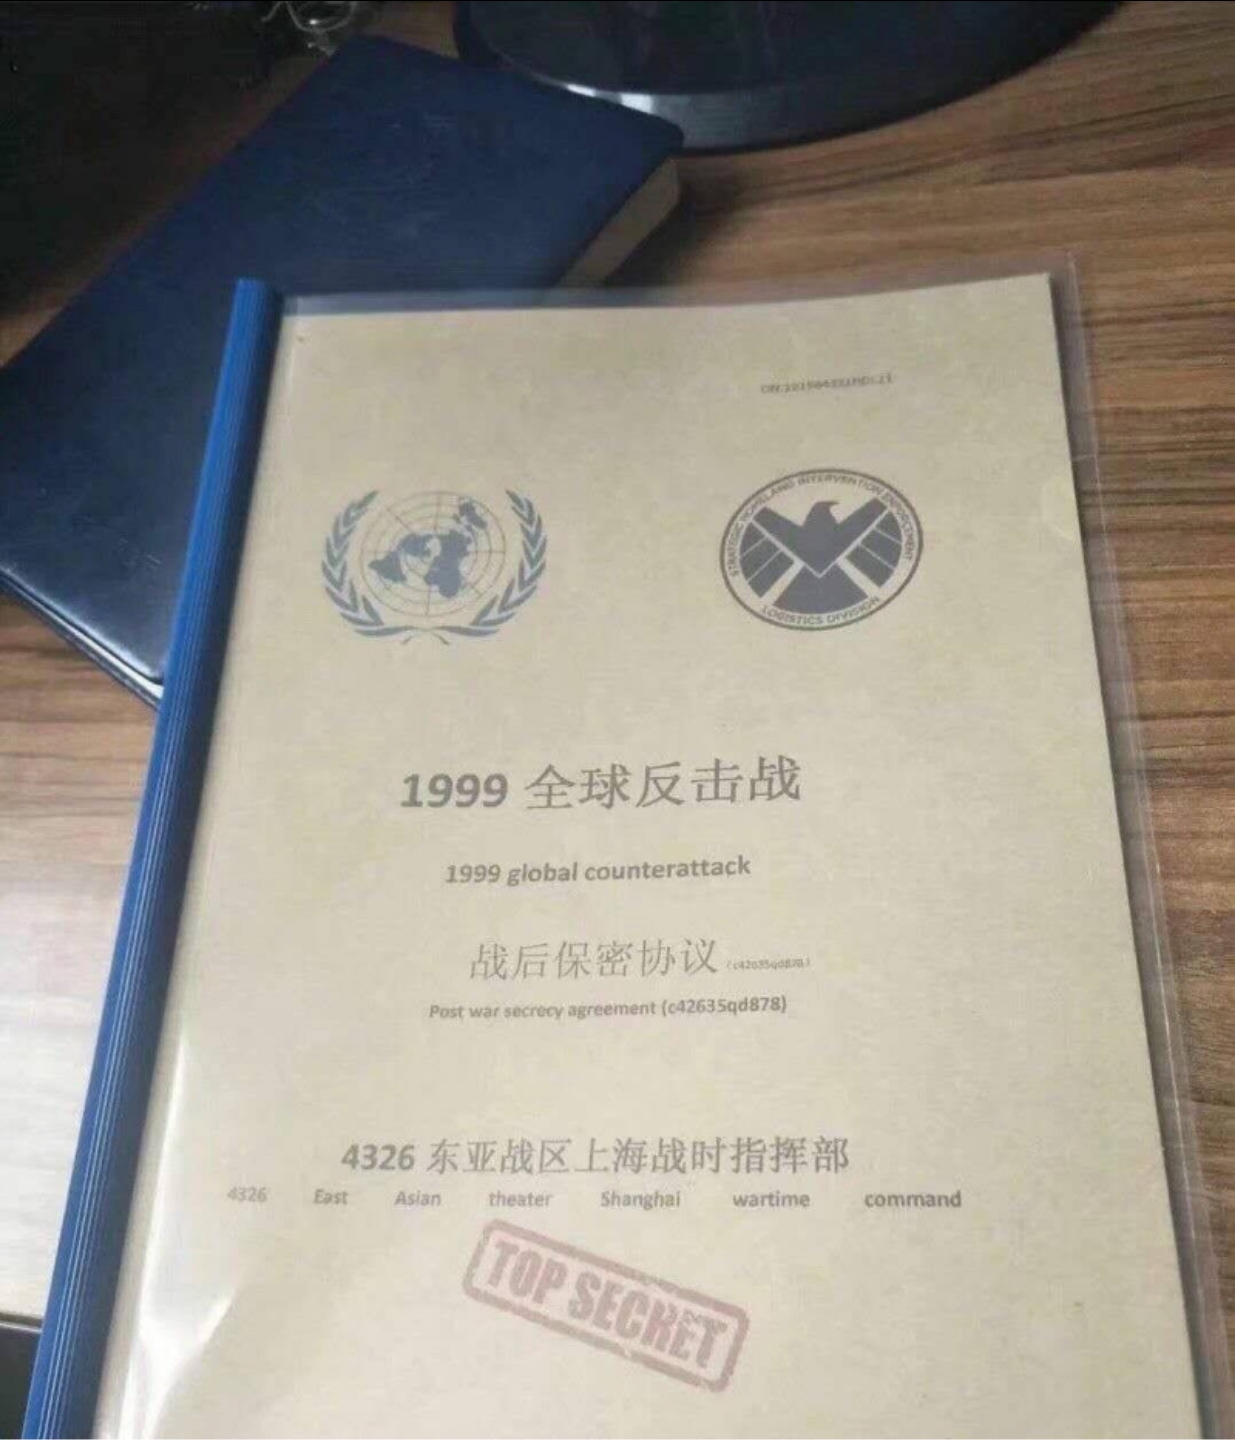 STRATEGIC HOMELAND INTERVENTION ENFORCEMENT
LOGISTICS DIVISION
1999 全球反击战
1999 global counterattack
战后保密协议 (c42635qd878)
Post war secrecy agreement (c42635qd878)
4326 东亚战区上海战时指挥部
4326 East Asian theater Shanghai wartime command
TOP SECRET